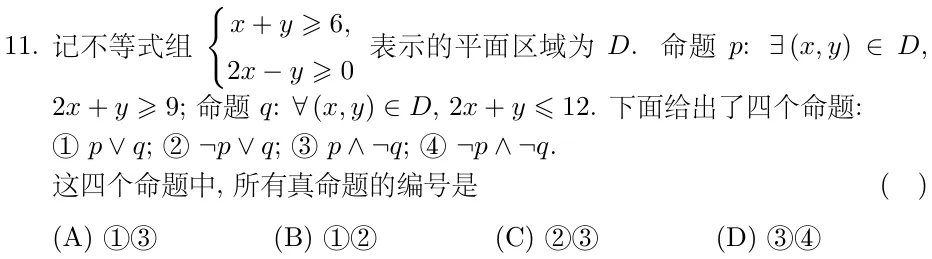 11. 记不等式组 { x + y ⩾ 6, 2x − y ⩾ 0 表示的平面区域为 D. 命题 p: ∃(x, y) ∈ D,
2x + y ⩾ 9; 命题 q: ∀(x, y) ∈ D, 2x + y ⩽ 12. 下面给出了四个命题:
① p ∨ q; ② ¬p ∨ q; ③ p ∧ ¬q; ④ ¬p ∧ ¬q.
这四个命题中, 所有真命题的编号是 ( )
(A) ①③ (B) ①② (C) ②③ (D) ③④